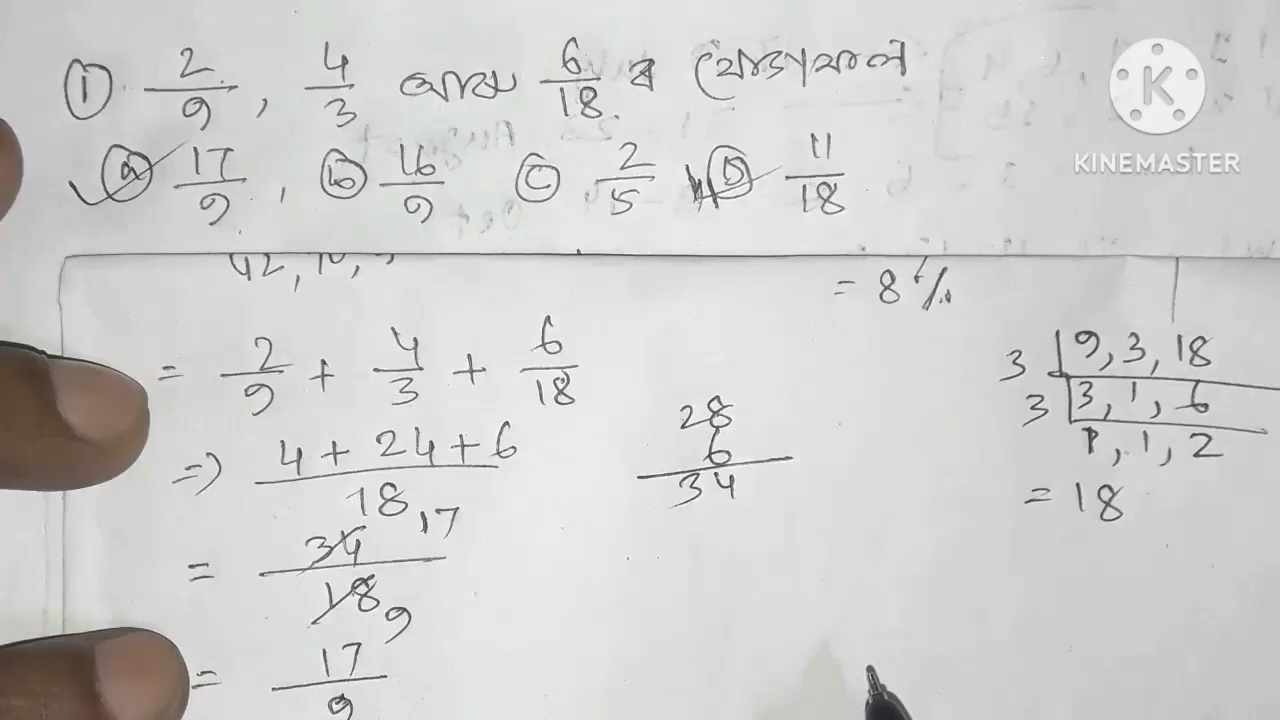 ① 2/9, 4/3 আৰু 6/18 ৰ যোগফল
ⓐ 17/9, ⓑ 16/9 ⓒ 2/5 ⓓ 11/18
= 8%
= 2/9 + 4/3 + 6/18
⇒ 4 + 24 + 6 / 18
= 34 / 18 17 9
= 17/9
28
6
34
3 | 9, 3, 18
3 | 3, 1, 6
1, 1, 2
= 18
KINEMASTER